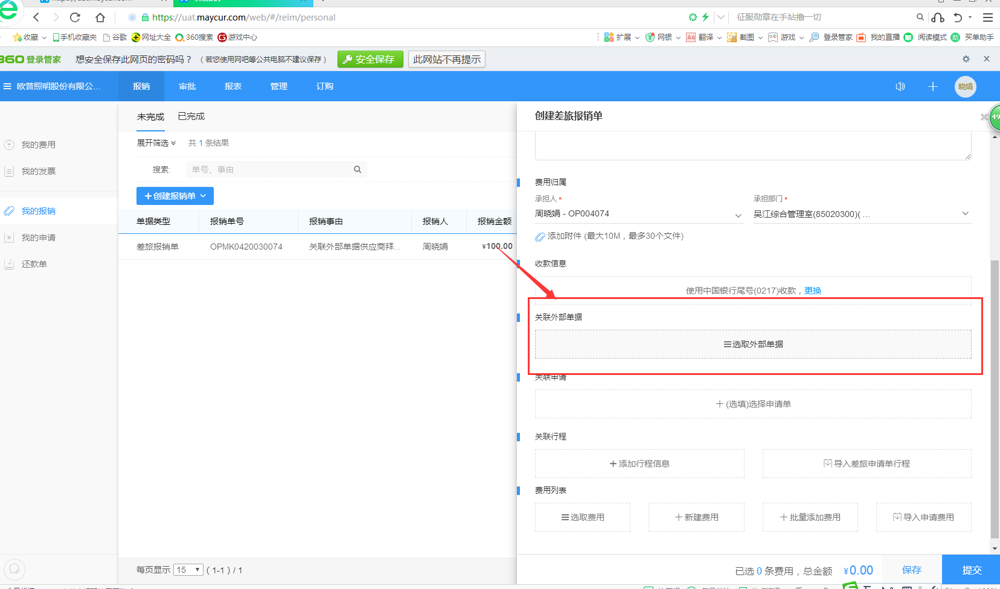 https://uat.maycur.com/web/#/reim/personal
征服勋章在手站撸一切
收藏 手机收藏夹 谷歌 网址大全 360搜索 游戏中心
扩展 网银 翻译 截图 游戏 登录管家 我的直播 阅读模式 买单助手
360登录管家 想安全保存此网页的密码吗？（若您使用网吧等公共电脑不建议保存） 安全保存 此网站不再提示
欧普照明股份有限公... 报销 审批 报表 管理 订购 晓娟
未完成 已完成
创建差旅报销单
49
展开筛选 共 1 条结果
我的费用
搜索: 单号、事由
我的发票
创建报销单
我的报销
我的申请
还款单
单据类型 报销单号 报销事由 报销人 报销金额
差旅报销单 OPMK0420030074 关联外部单据供应商拜... 周晓娟 ¥100.00
费用归属
承担人* 承担部门*
周晓娟 - OP004074 吴江综合管理室(85020300)( ...
添加附件 (最大10M，最多30个文件)
收款信息
使用中国银行尾号(0217)收款，更换
关联外部单据
选取外部单据
关联申请
(选填)选择申请单
关联行程
添加行程信息 导入差旅申请单行程
费用列表
选取费用 新建费用 批量添加费用 导入申请费用
每页显示 15 ( 1-1 ) / 1
已选 0 条费用，总金额 ¥0.00 保存 提交